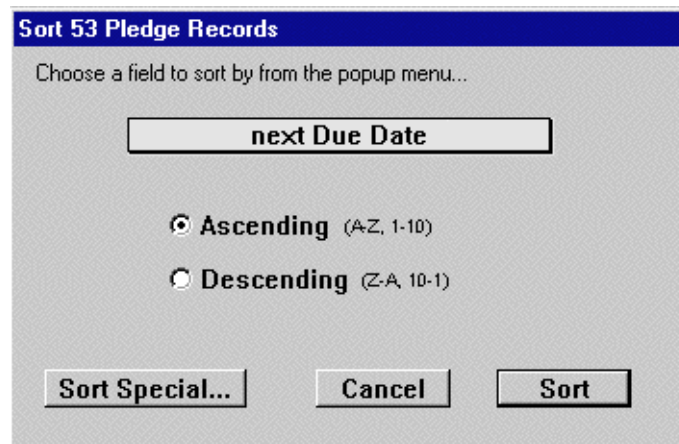 Sort 53 Pledge Records
Choose a field to sort by from the popup menu...
next Due Date
Ascending (A-Z, 1-10)
Descending (Z-A, 10-1)
Sort Special... Cancel Sort